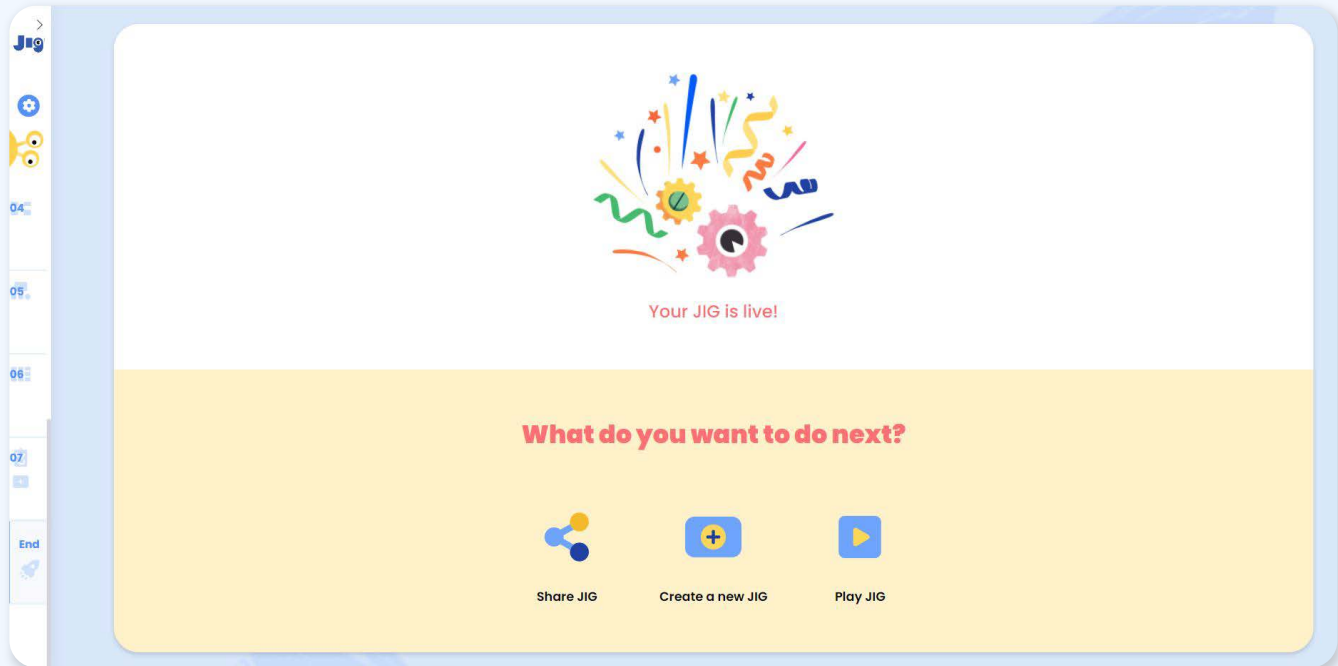 Jig
04
05
06
07
End
Your JIG is live!
What do you want to do next?
Share JIG
Create a new JIG
Play JIG